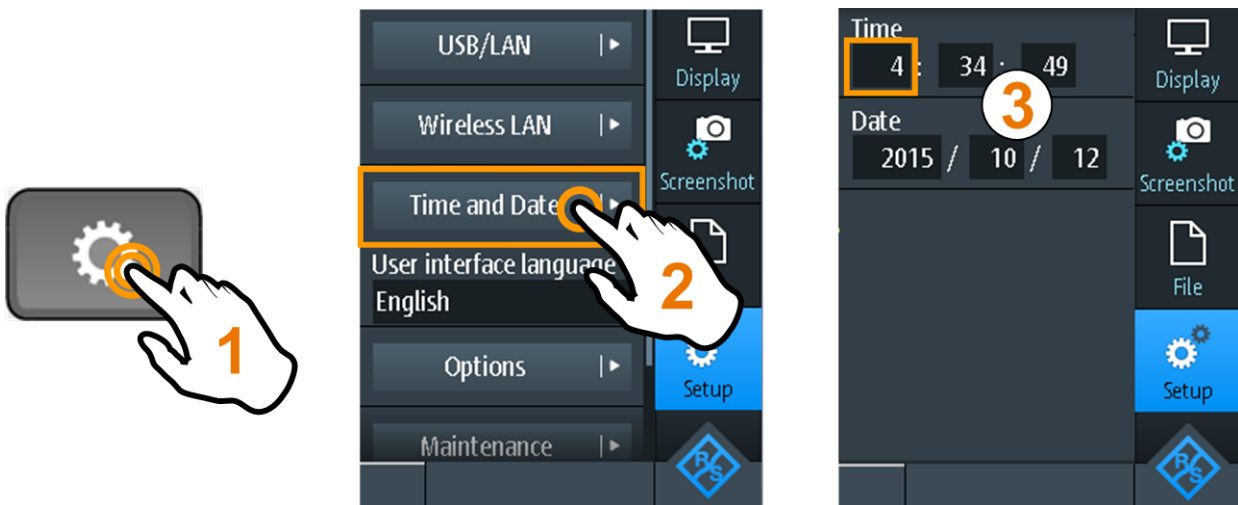 1
USB/LAN
Wireless LAN
Time and Date
User interface language
English
Options
Maintenance
2
Display
Screenshot
Setup
R/S
Time
4 : 34 : 49
3
Date
2015 / 10 / 12
Display
Screenshot
File
Setup
R/S